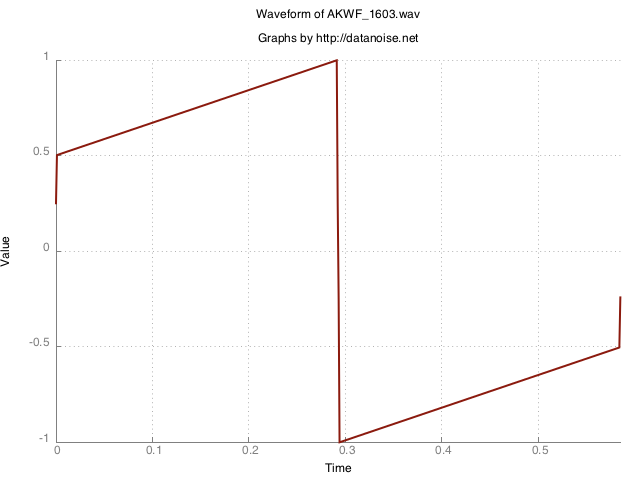 Waveform of AKWF_1603.wav
Graphs by http://datanoise.net
1
0.5
0
-0.5
-1
Value
0 0.1 0.2 0.3 0.4 0.5
Time